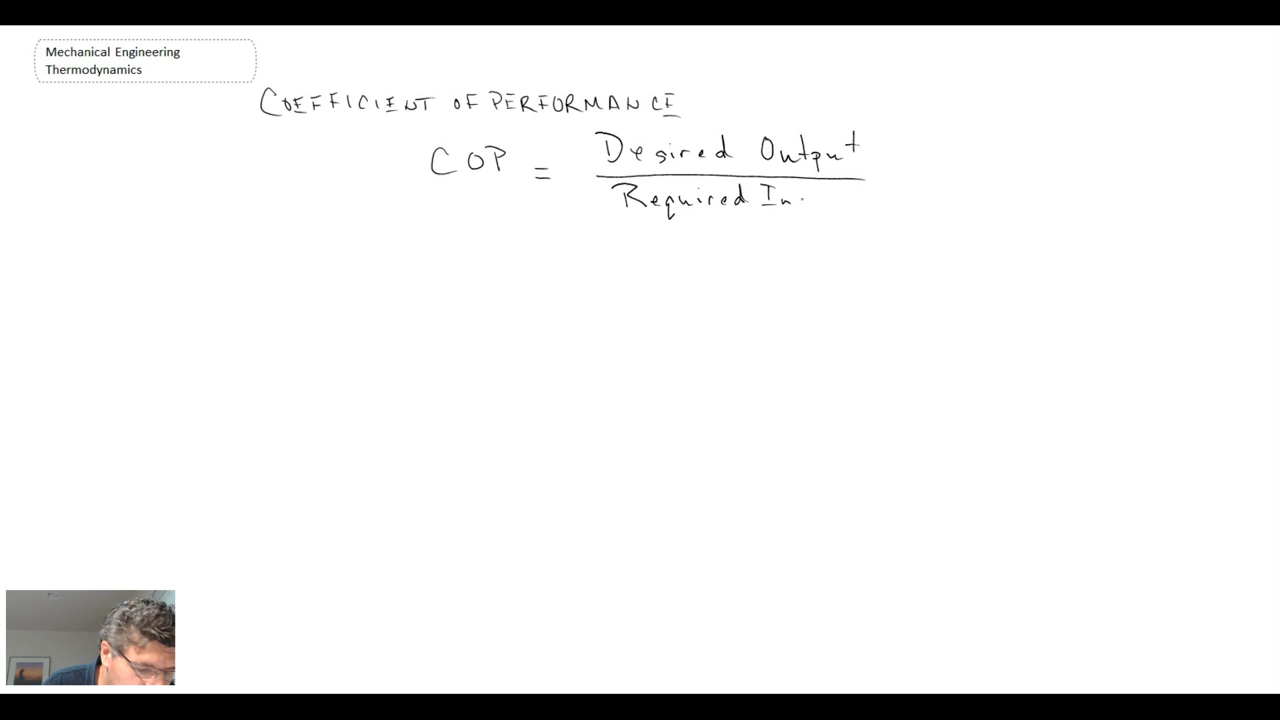 Mechanical Engineering
Thermodynamics
COEFFICIENT OF PERFORMANCE
COP = Desired Output
Required In.